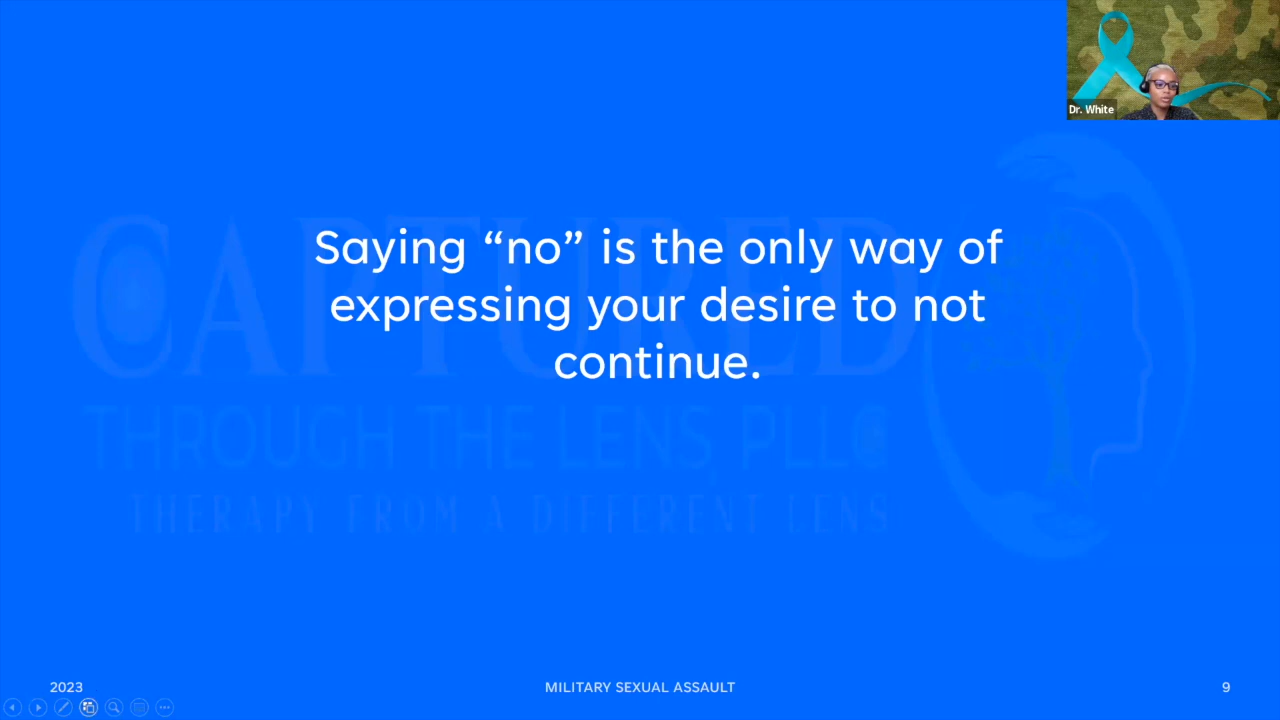 Dr. White
Saying “no” is the only way of
expressing your desire to not
continue.
CAPTURED
THROUGH THE LENS PLLC
THERAPY FROM A DIFFERENT LENS
2023
MILITARY SEXUAL ASSAULT
9